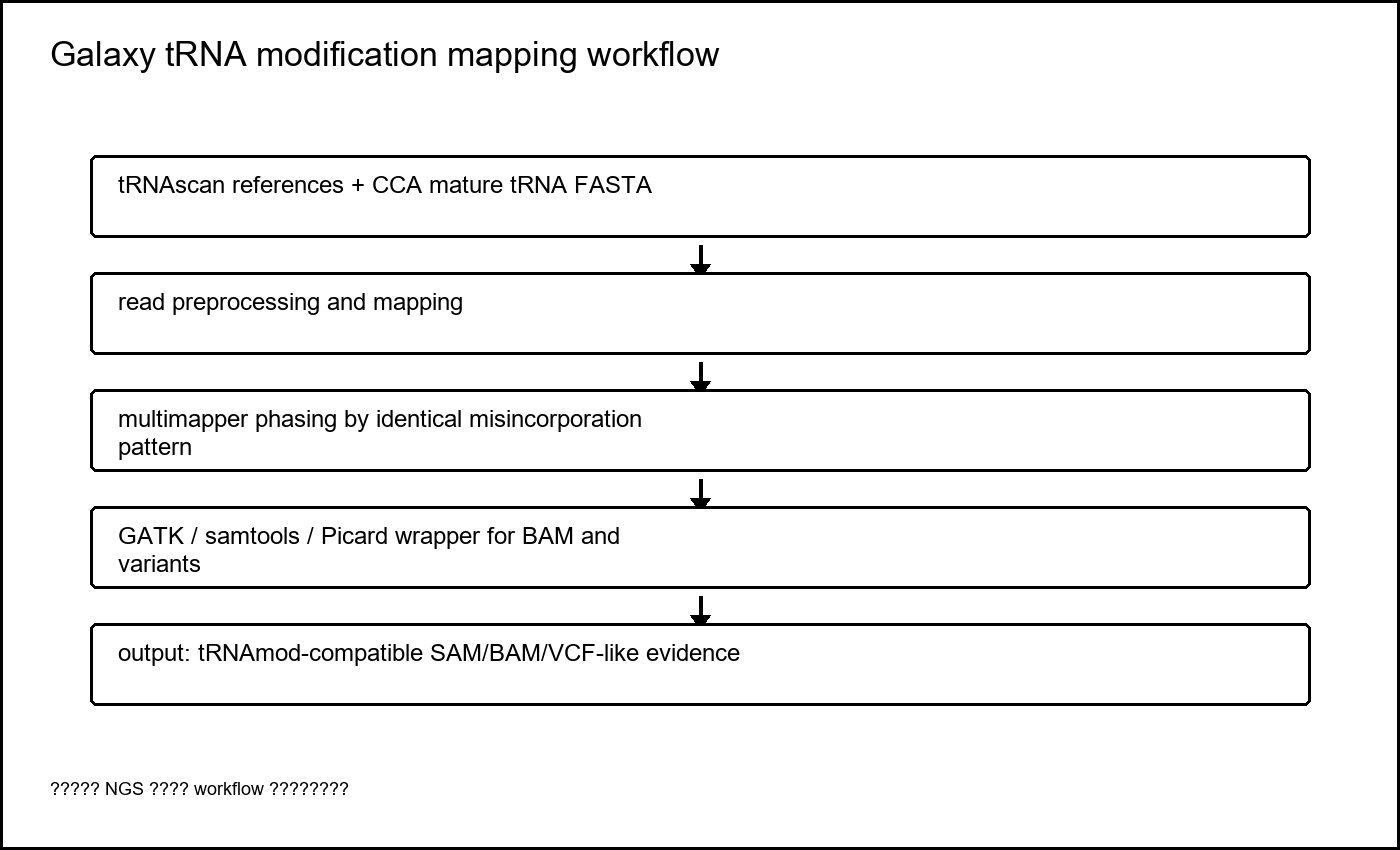 Galaxy tRNA modification mapping workflow
tRNAscan references + CCA mature tRNA FASTA
read preprocessing and mapping
multimapper phasing by identical misincorporation
pattern
GATK / samtools / Picard wrapper for BAM and
variants
output: tRNAmod-compatible SAM/BAM/VCF-like evidence
????? NGS ???? workflow ????????